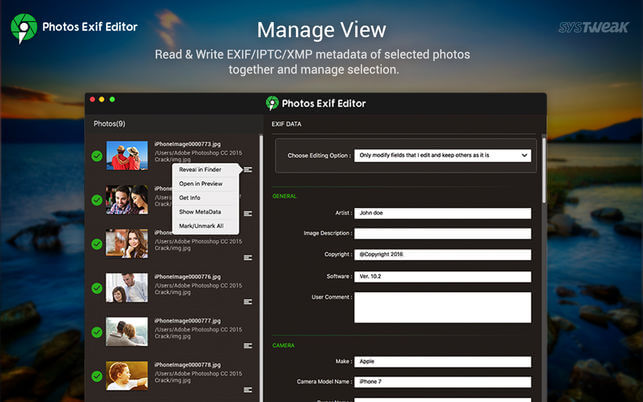 Photos Exif Editor
SYSTWEAK
Manage View
Read & Write EXIF/IPTC/XMP metadata of selected photos
together and manage selection.
Photos Exif Editor
Photos(9)
iPhoneImage0000773.jpg
/Users/Adobe Photoshop CC 2015
Crack/img.jpg
Reveal in Finder
Open in Preview
Get Info
Show MetaData
Mark/Unmark All
iPhoneImage0000776.jpg
/Users/Adobe Photoshop CC 2015
Crack/img.jpg
iPhoneImage0000777.jpg
/Users/Adobe Photoshop CC 2015
Crack/img.jpg
iPhoneImage0000778.jpg
/Users/Adobe Photoshop CC 2015
Crack/img.jpg
EXIF DATA
Choose Editing Option : Only modify fields that I edit and keep others as it is
GENERAL
Artist : John doe
Image Description :
Copyright : @Copyright 2016
Software : Ver. 10.2
User Comment :
CAMERA
Make : Apple
Camera Model Name : iPhone 7